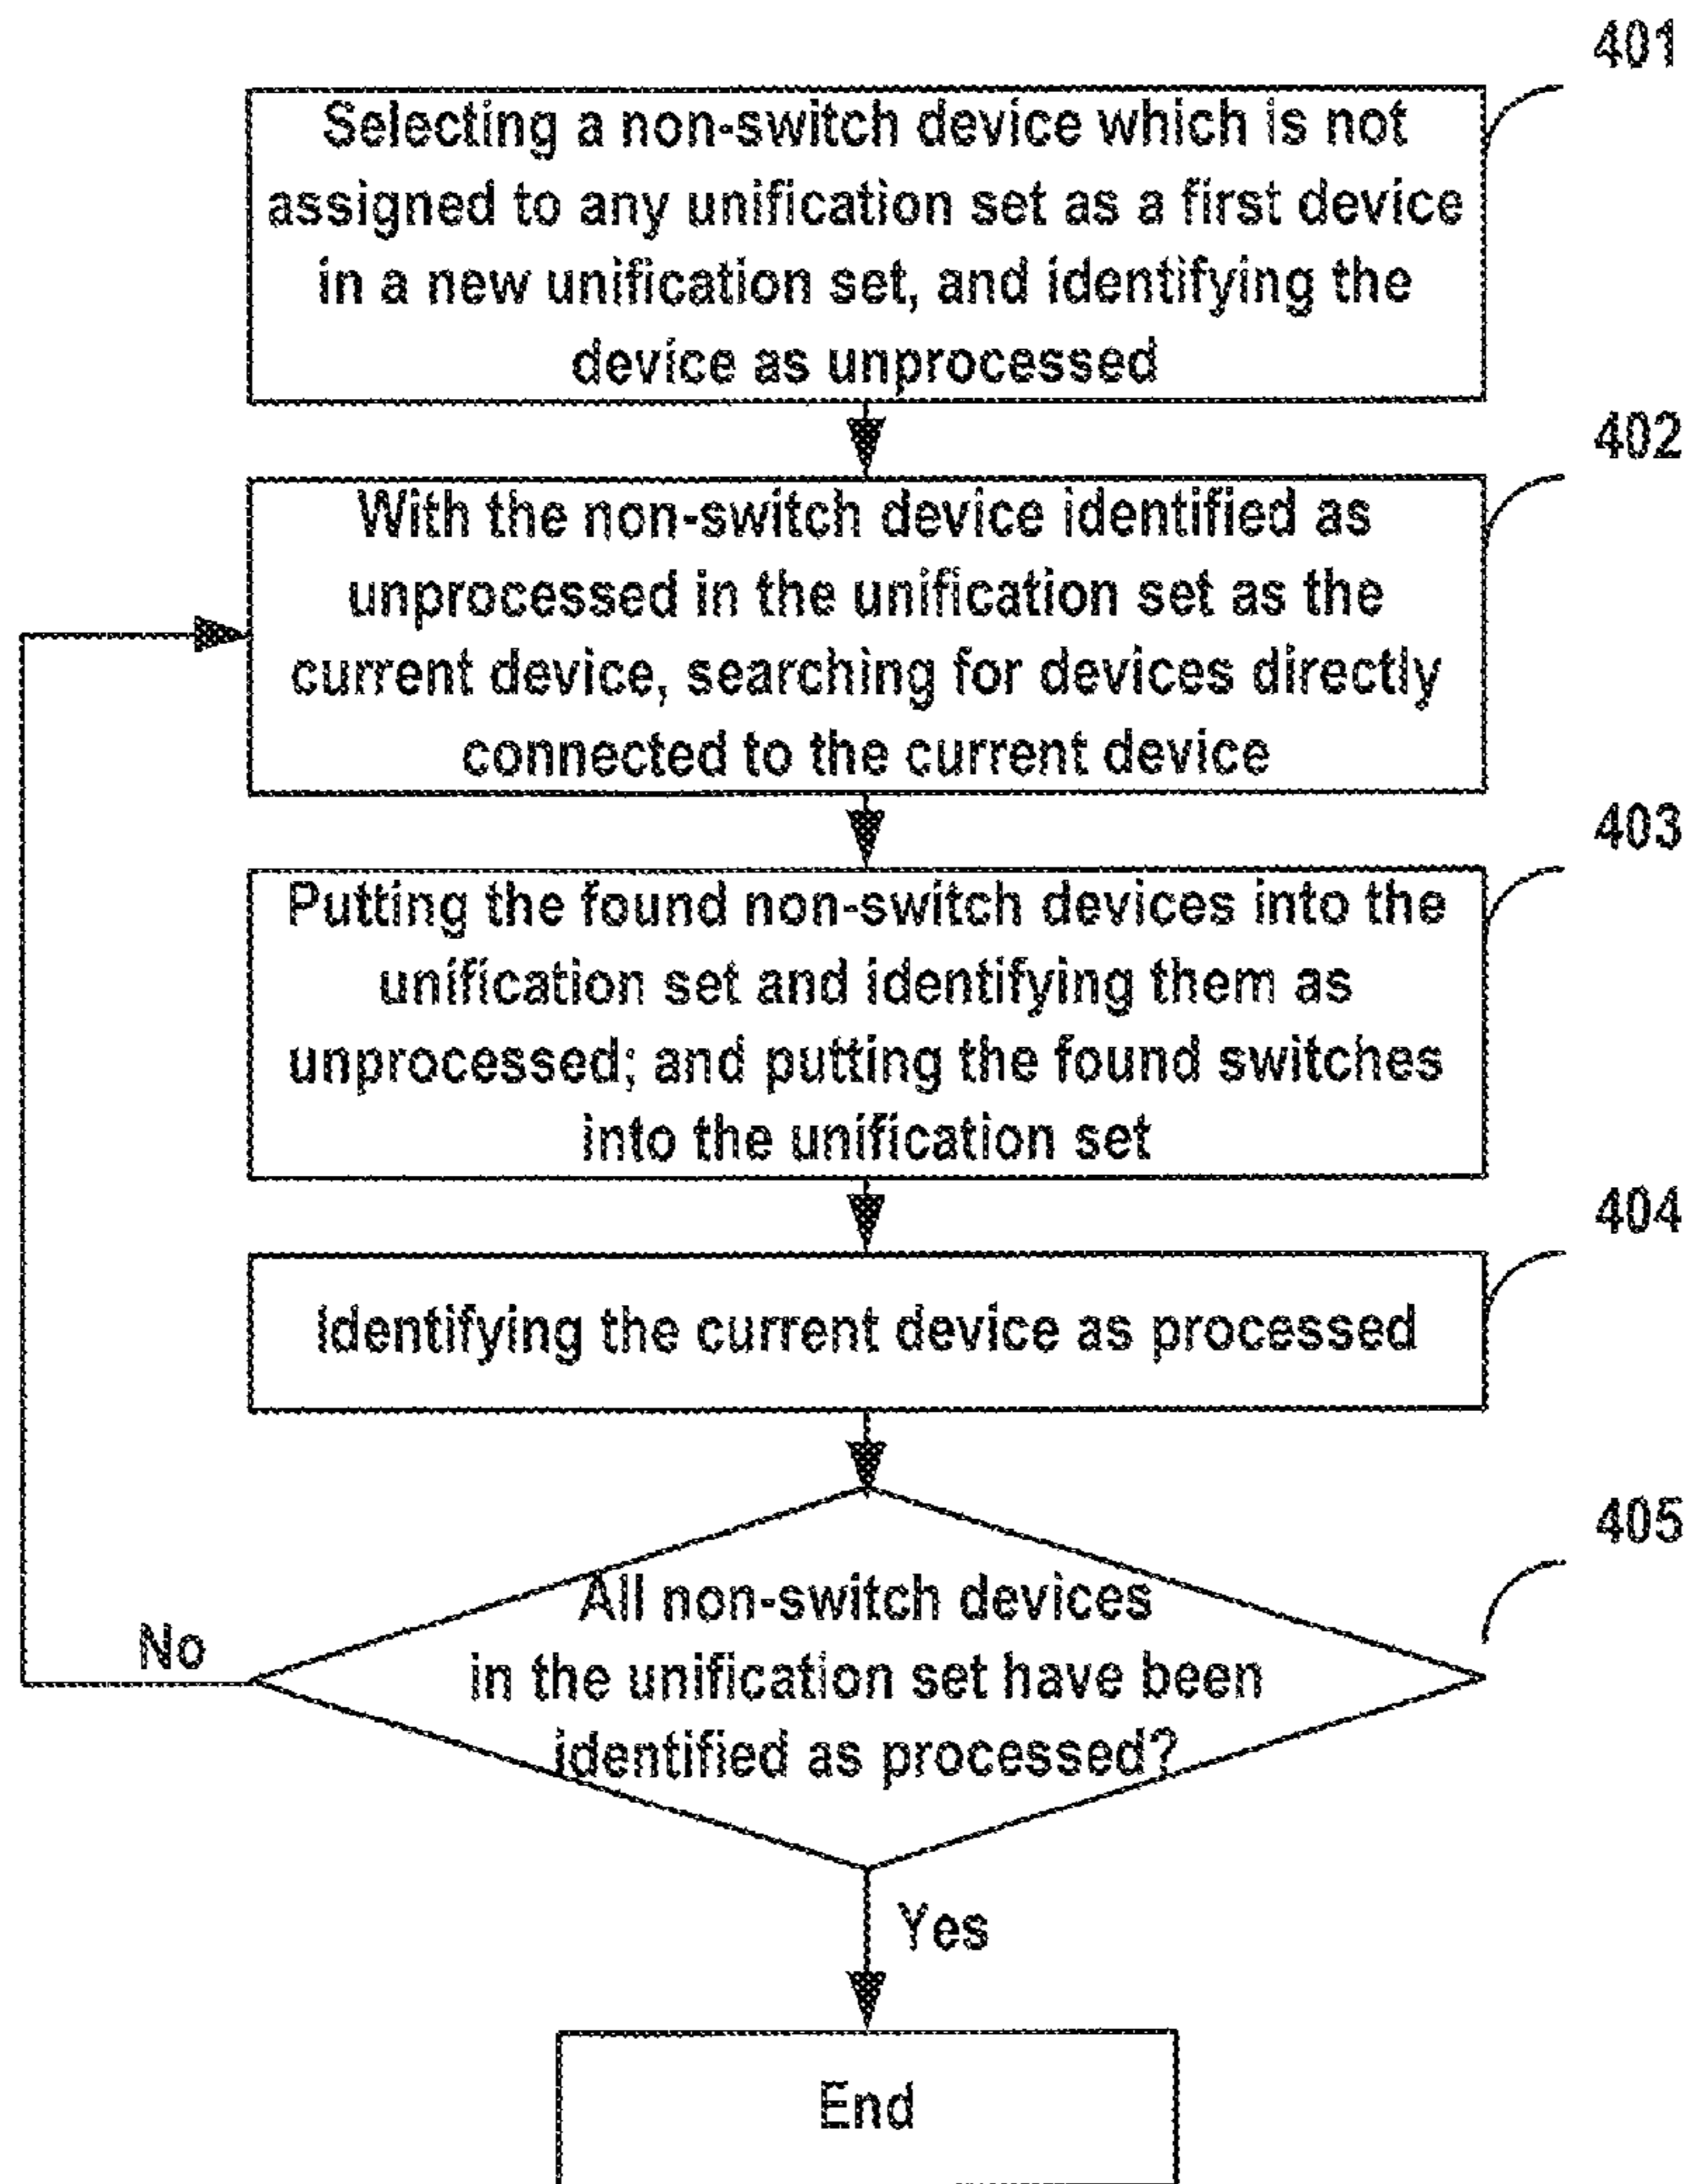 401
Selecting a non-switch device which is not
assigned to any unification set as a first device
in a new unification set, and identifying the
device as unprocessed
402
With the non-switch device identified as
unprocessed in the unification set as the
current device, searching for devices directly
connected to the current device
403
Putting the found non-switch devices into the
unification set and identifying them as
unprocessed; and putting the found switches
into the unification set
404
Identifying the current device as processed
405
All non-switch devices
in the unification set have been
identified as processed?
No
Yes
End